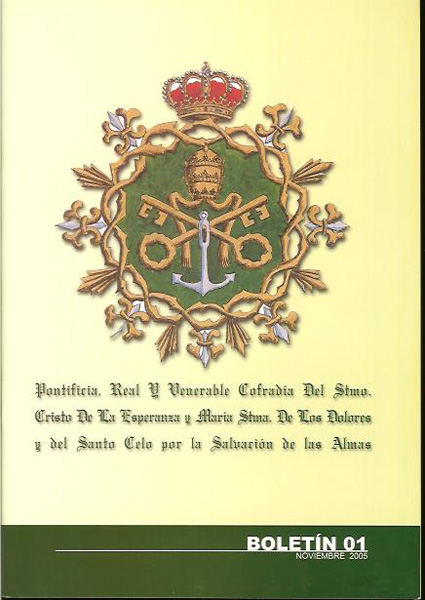 Pontificia, Real Y Venerable Cofradía Del Stmo.
Cristo De La Esperanza y María Stma. De Los Dolores
y del Santo Celo por la Salvación de las Almas
BOLETÍN 01
NOVIEMBRE 2005